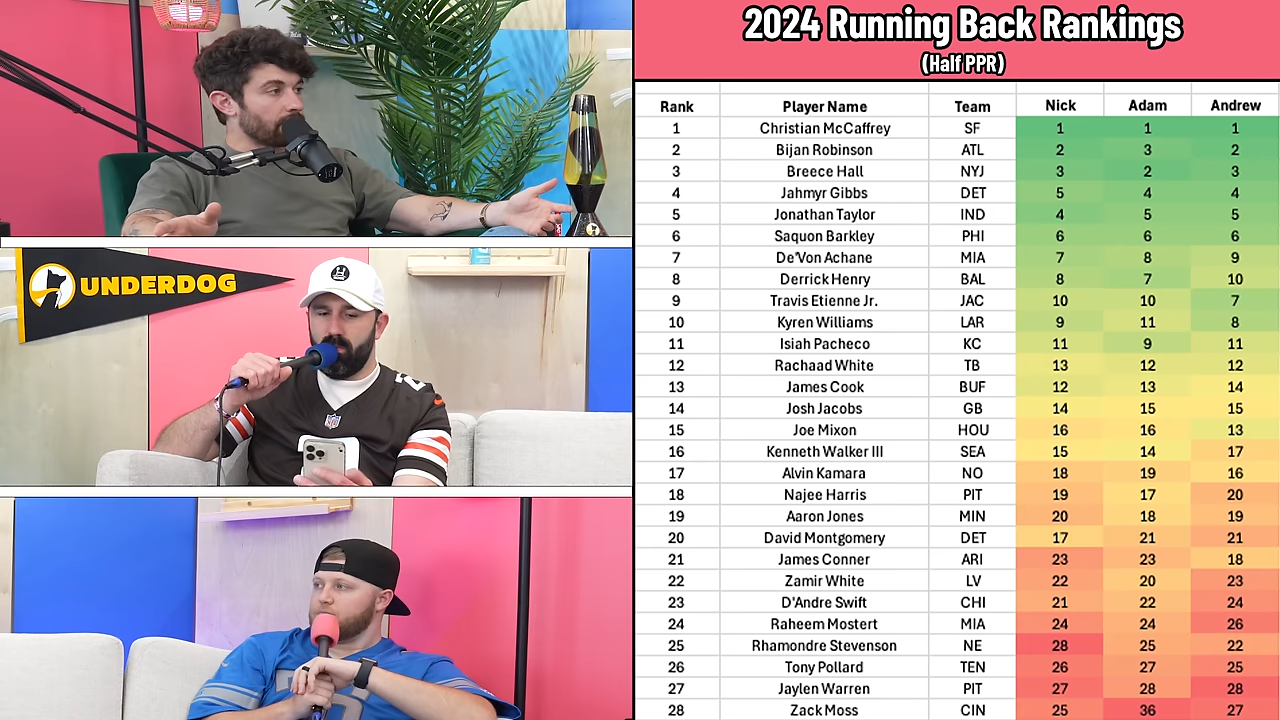 UNDERDOG
2024 Running Back Rankings
(Half PPR)
Rank Player Name Team Nick Adam Andrew
1 Christian McCaffrey SF 1 1 1
2 Bijan Robinson ATL 2 3 2
3 Breece Hall NYJ 3 2 3
4 Jahmyr Gibbs DET 5 4 4
5 Jonathan Taylor IND 4 5 5
6 Saquon Barkley PHI 6 6 6
7 De'Von Achane MIA 7 8 9
8 Derrick Henry BAL 8 7 10
9 Travis Etienne Jr. JAC 10 10 7
10 Kyren Williams LAR 9 11 8
11 Isiah Pacheco KC 11 9 11
12 Rachaad White TB 13 12 12
13 James Cook BUF 12 13 14
14 Josh Jacobs GB 14 15 15
15 Joe Mixon HOU 16 16 13
16 Kenneth Walker III SEA 15 14 17
17 Alvin Kamara NO 18 19 16
18 Najee Harris PIT 19 17 20
19 Aaron Jones MIN 20 18 19
20 David Montgomery DET 17 21 21
21 James Conner ARI 23 23 18
22 Zamir White LV 22 20 23
23 D'Andre Swift CHI 21 22 24
24 Raheem Mostert MIA 24 24 26
25 Rhamondre Stevenson NE 28 25 22
26 Tony Pollard TEN 26 27 25
27 Jaylen Warren PIT 27 28 28
28 Zack Moss CIN 25 36 27